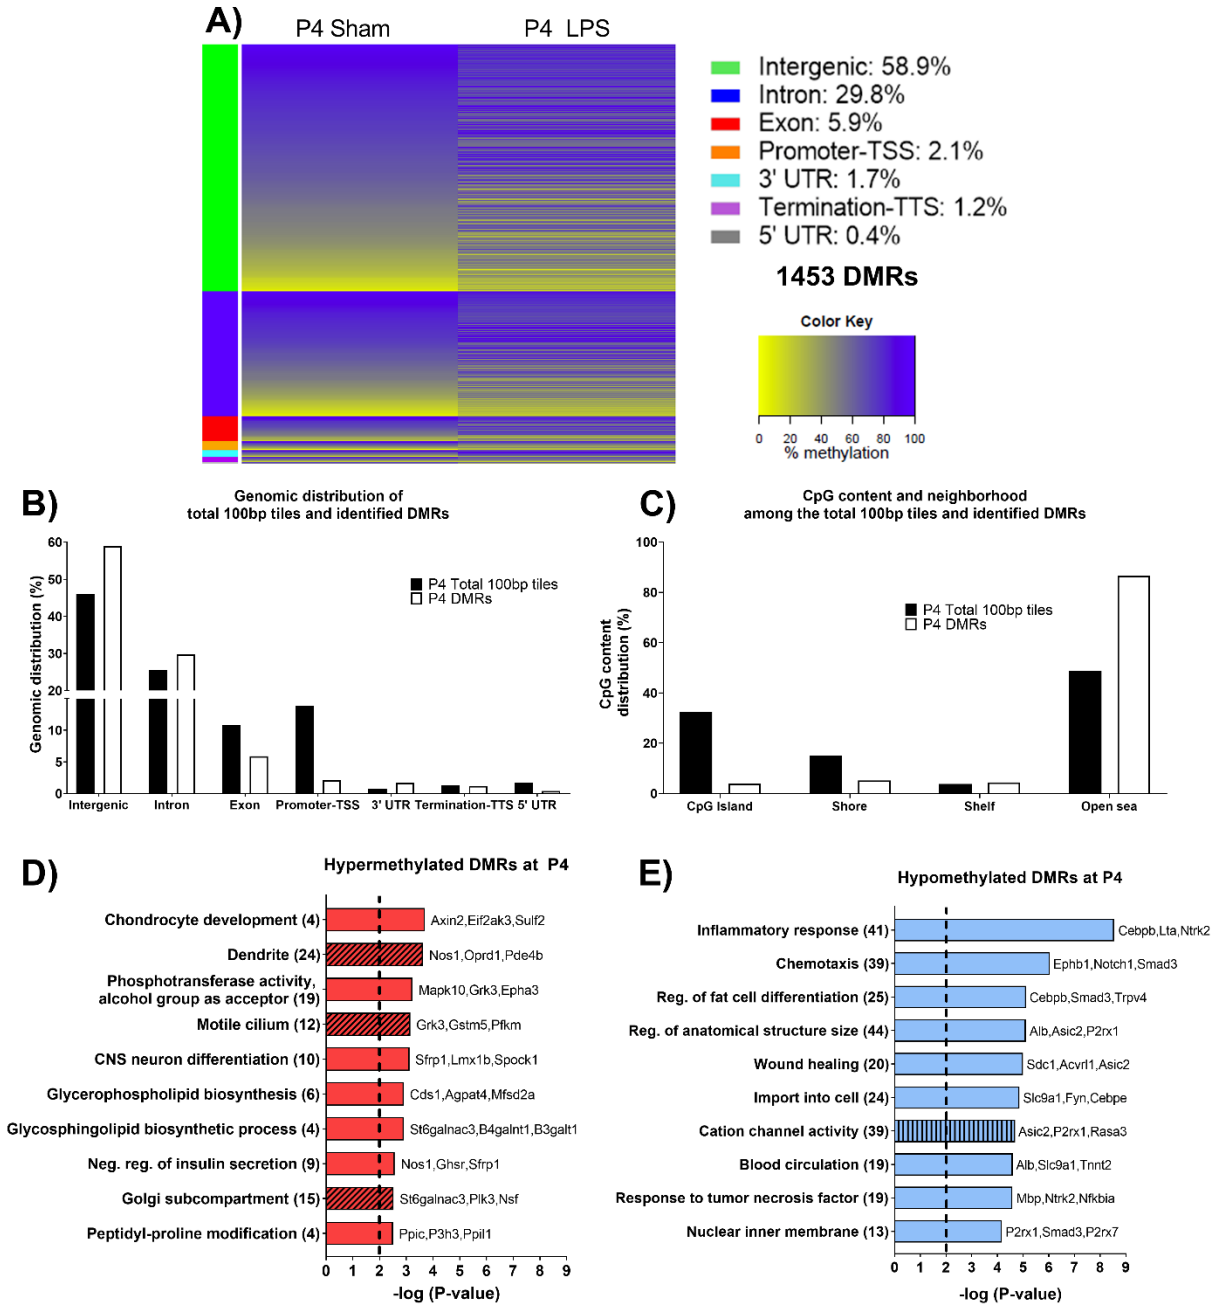 A)
P4 Sham
P4 LPS
Intergenic: 58.9%
Intron: 29.8%
Exon: 5.9%
Promoter-TSS: 2.1%
3' UTR: 1.7%
Termination-TTS: 1.2%
5' UTR: 0.4%
1453 DMRs
Color Key
0 20 40 60 80 100
% methylation
B)
Genomic distribution of
total 100bp tiles and identified DMRs
Genomic distribution (%)
60
50
40
30
20
10
5
0
P4 Total 100bp tiles
P4 DMRs
Intergenic Intron Exon Promoter-TSS 3' UTR Termination-TTS 5' UTR
C)
CpG content and neighborhood
among the total 100bp tiles and identified DMRs
CpG content
distribution (%)
100
80
60
40
20
0
P4 Total 100bp tiles
P4 DMRs
CpG Island Shore Shelf Open sea
D)
Hypermethylated DMRs at P4
Chondrocyte development (4) Axin2,Eif2ak3,Sulf2
Dendrite (24) Nos1,Oprd1,Pde4b
Phosphotransferase activity,
alcohol group as acceptor (19) Mapk10,Grk3,Epha3
Motile cilium (12) Grk3,Gstm5,Pfkm
CNS neuron differentiation (10) Sfrp1,Lmx1b,Spock1
Glycerophospholipid biosynthesis (6) Cds1,Agpat4,Mfsd2a
Glycosphingolipid biosynthetic process (4) St6galnac3,B4galnt1,B3galt1
Neg. reg. of insulin secretion (9) Nos1,Ghsr,Sfrp1
Golgi subcompartment (15) St6galnac3,Plk3,Nsf
Peptidyl-proline modification (4) Ppic,P3h3,Ppil1
0 1 2 3 4 5 6 7 8 9
-log (P-value)
E)
Hypomethylated DMRs at P4
Inflammatory response (41) Cebpb,Lta,Ntrk2
Chemotaxis (39) Ephb1,Notch1,Smad3
Reg. of fat cell differentiation (25) Cebpb,Smad3,Trpv4
Reg. of anatomical structure size (44) Alb,Asic2,P2rx1
Wound healing (20) Sdc1,Acvrl1,Asic2
Import into cell (24) Slc9a1,Fyn,Cebpe
Cation channel activity (39) Asic2,P2rx1,Rasa3
Blood circulation (19) Alb,Slc9a1,Tnnt2
Response to tumor necrosis factor (19) Mbp,Ntrk2,Nfkbia
Nuclear inner membrane (13) P2rx1,Smad3,P2rx7
0 1 2 3 4 5 6 7 8 9
-log (P-value)